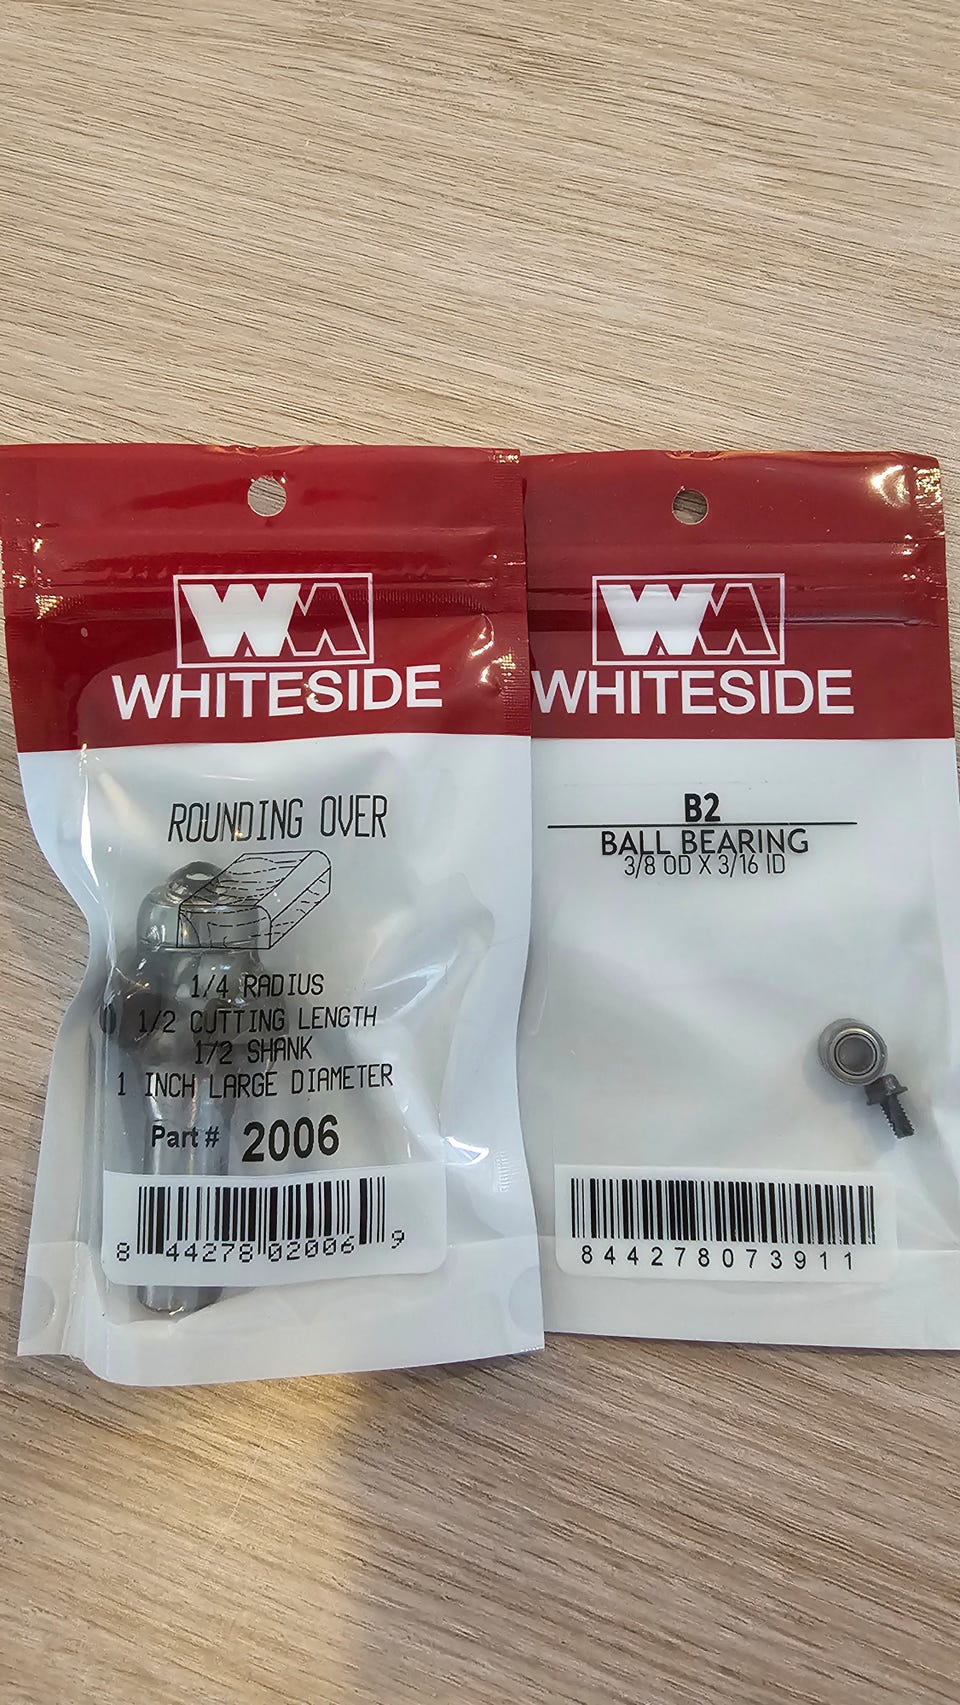 WHITESIDE
ROUNDING OVER
1/4 RADIUS
1/2 CUTTING LENGTH
1/2 SHANK
1 INCH LARGE DIAMETER
Part # 2006
8 44278 02006 9
WHITESIDE
B2
BALL BEARING
3/8 OD X 3/16 ID
844278073911